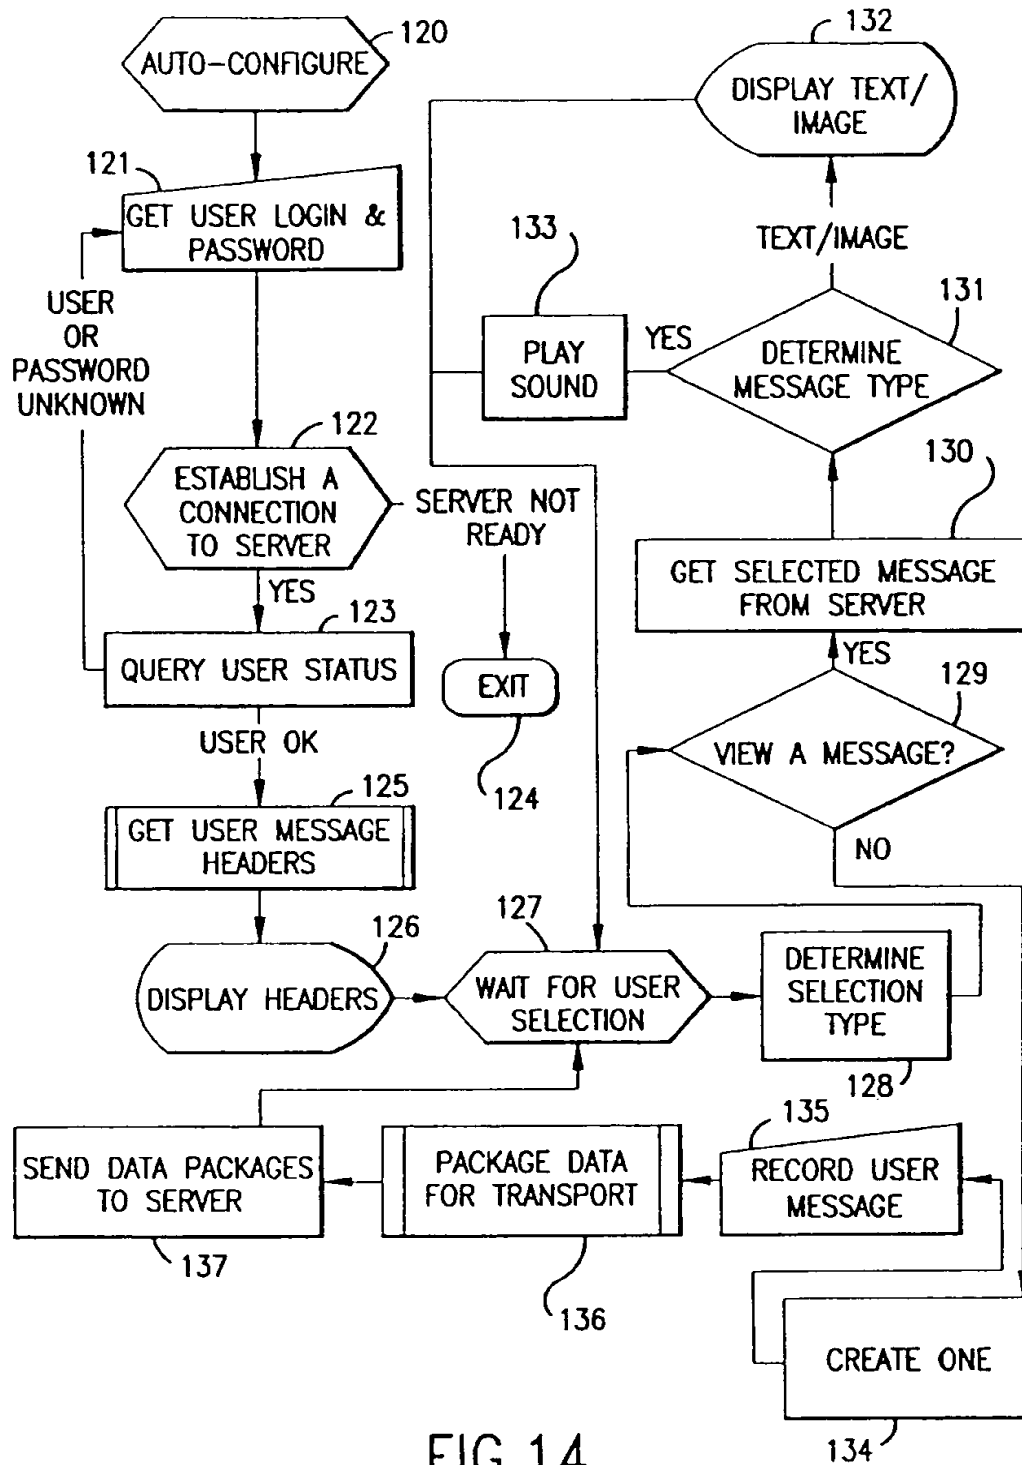 120
AUTO-CONFIGURE
121
GET USER LOGIN &
PASSWORD
USER
OR
PASSWORD
UNKNOWN
122
ESTABLISH A
CONNECTION
TO SERVER
SERVER NOT
READY
YES
123
QUERY USER STATUS
EXIT
124
USER OK
125
GET USER MESSAGE
HEADERS
126
DISPLAY HEADERS
127
WAIT FOR USER
SELECTION
DETERMINE
SELECTION
TYPE
128
VIEW A MESSAGE?
129
YES
NO
GET SELECTED MESSAGE
FROM SERVER
130
DETERMINE
MESSAGE TYPE
131
TEXT/IMAGE
YES
132
DISPLAY TEXT/
IMAGE
133
PLAY
SOUND
CREATE ONE
134
135
RECORD USER
MESSAGE
PACKAGE DATA
FOR TRANSPORT
136
SEND DATA PACKAGES
TO SERVER
137
FIG.14